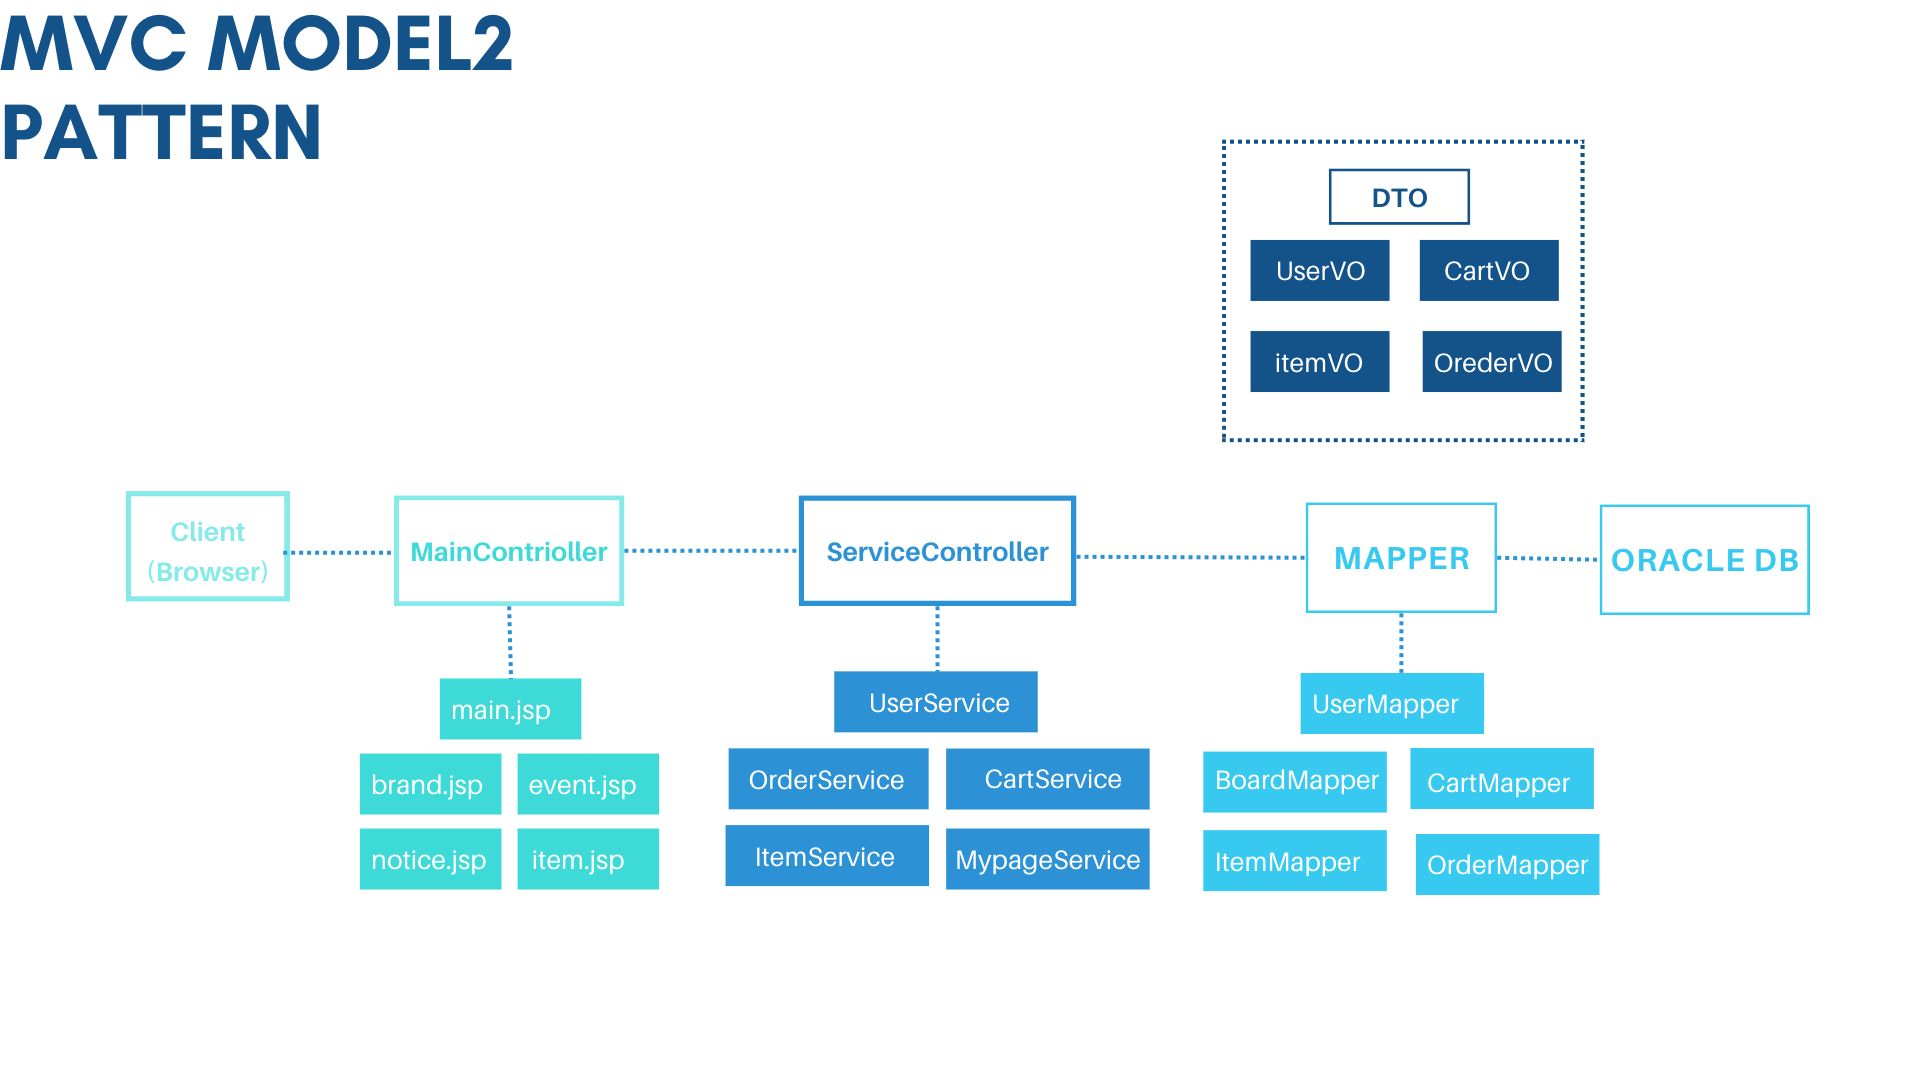 MVC MODEL2
PATTERN
DTO
UserVO
CartVO
itemVO
OrederVO
Client
(Browser)
MainContrioller
ServiceController
MAPPER
ORACLE DB
main.jsp
brand.jsp
event.jsp
notice.jsp
item.jsp
UserService
OrderService
CartService
ItemService
MypageService
UserMapper
BoardMapper
CartMapper
ItemMapper
OrderMapper